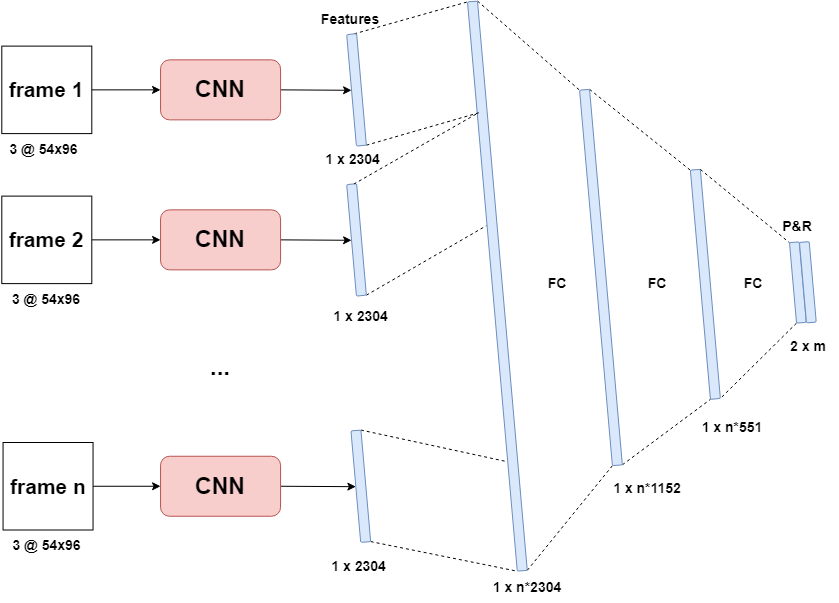 Features
frame 1
CNN
3 @ 54x96
1 x 2304
frame 2
CNN
P&R
FC
FC
FC
3 @ 54x96
1 x 2304
2 x m
...
1 x n*551
frame n
CNN
1 x n*1152
3 @ 54x96
1 x 2304
1 x n*2304